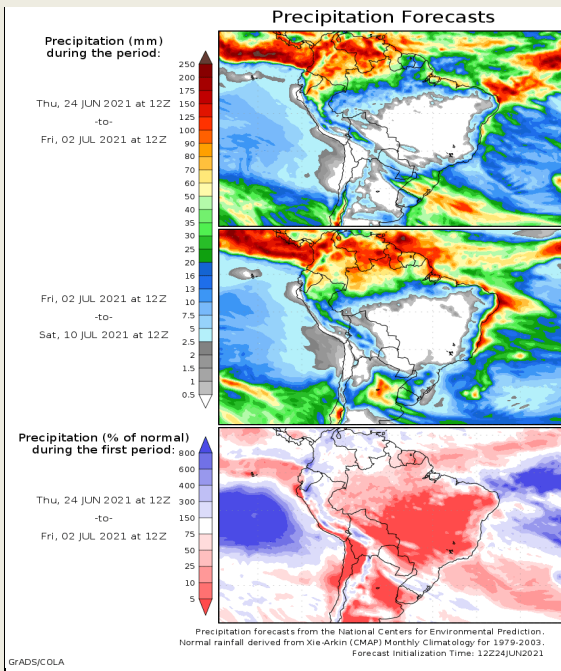 Precipitation Forecasts
Precipitation (mm)
during the period:
Thu, 24 JUN 2021 at 12Z
-to-
Fri, 02 JUL 2021 at 12Z
250
200
175
150
125
100
90
80
70
60
50
40
35
30
25
20
16
13
10
7.5
5
2.5
2
1.5
1
0.5
Fri, 02 JUL 2021 at 12Z
-to-
Sat, 10 JUL 2021 at 12Z
Precipitation (% of normal)
during the first period:
Thu, 24 JUN 2021 at 12Z
-to-
Fri, 02 JUL 2021 at 12Z
800
600
400
300
150
75
50
25
10
5
Precipitation forecasts from the National Centers for Environmental Prediction.
Normal rainfall derived from Xie-Arkin (CMAP) Monthly Climatology for 1979-2003.
Forecast Initialization Time: 12Z24JUN2021
GrADS/COLA